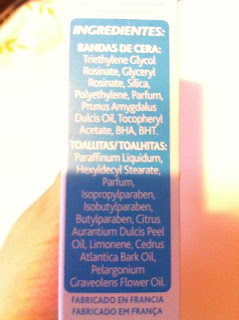 INGREDIENTES:
BANDAS DE CERA:
Triethylene Glycol
Rosinate, Glyceryl
Rosinate, Silica,
Polyethylene, Parfum,
Prunus Amygdalus
Dulcis Oil, Tocopheryl
Acetate, BHA, BHT.
TOALLITAS/TOALHITAS:
Paraffinum Liquidum,
Hexyldecyl Stearate,
Parfum,
Isopropylparaben,
Isobutylparaben,
Butylparaben, Citrus
Aurantium Dulcis Peel
Oil, Limonene, Cedrus
Atlantica Bark Oil,
Pelargonium
Graveolens Flower Oil.
FABRICADO EN FRANCIA
FABRICADO EM FRANÇA